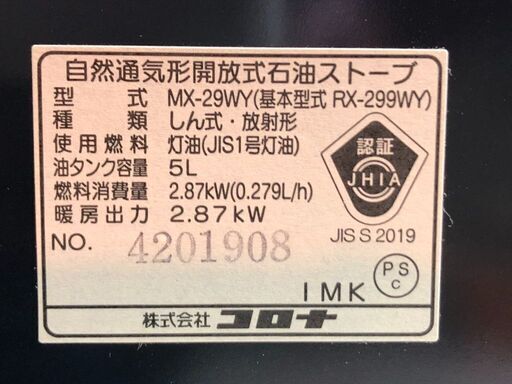 自然通気形開放式石油ストーブ
型式 MX-29WY(基本型式 RX-299WY)
種類 しん式・放射形
使用燃料 灯油(JIS1号灯油)
油タンク容量 5L
燃料消費量 2.87kW(0.279L/h)
暖房出力 2.87kW
認証
JHIA
JIS S 2019
NO. 4201908
PS
C
IMK
株式会社 コロナ